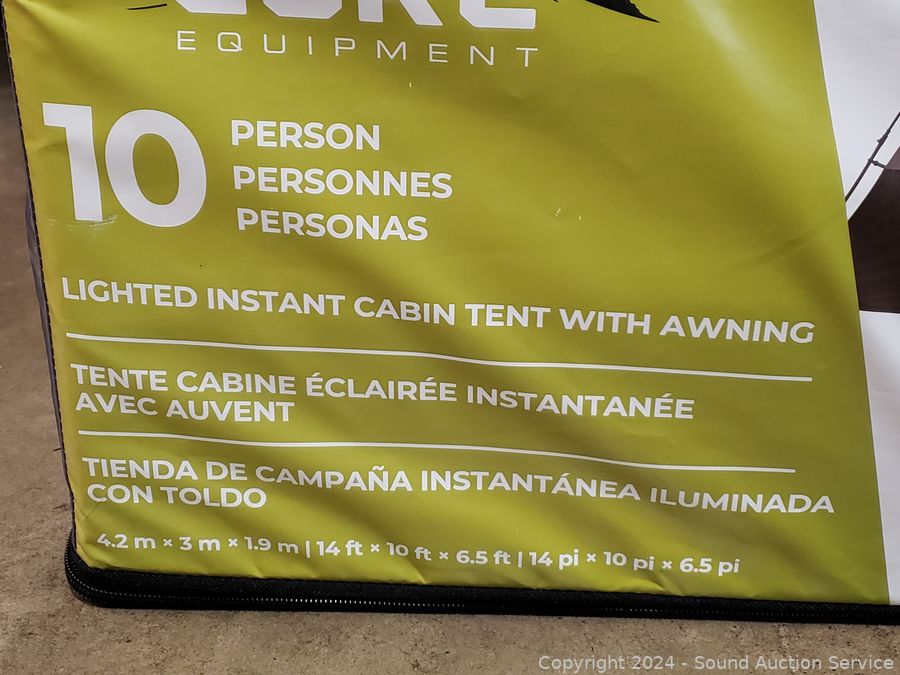 CORE
EQUIPMENT
10
PERSON
PERSONNES
PERSONAS
LIGHTED INSTANT CABIN TENT WITH AWNING
TENTE CABINE ÉCLAIRÉE INSTANTANÉE
AVEC AUVENT
TIENDA DE CAMPAÑA INSTANTÁNEA ILUMINADA
CON TOLDO
4.2 m × 3 m × 1.9 m | 14 ft × 10 ft × 6.5 ft | 14 pi × 10 pi × 6.5 pi
Copyright 2024 - Sound Auction Service